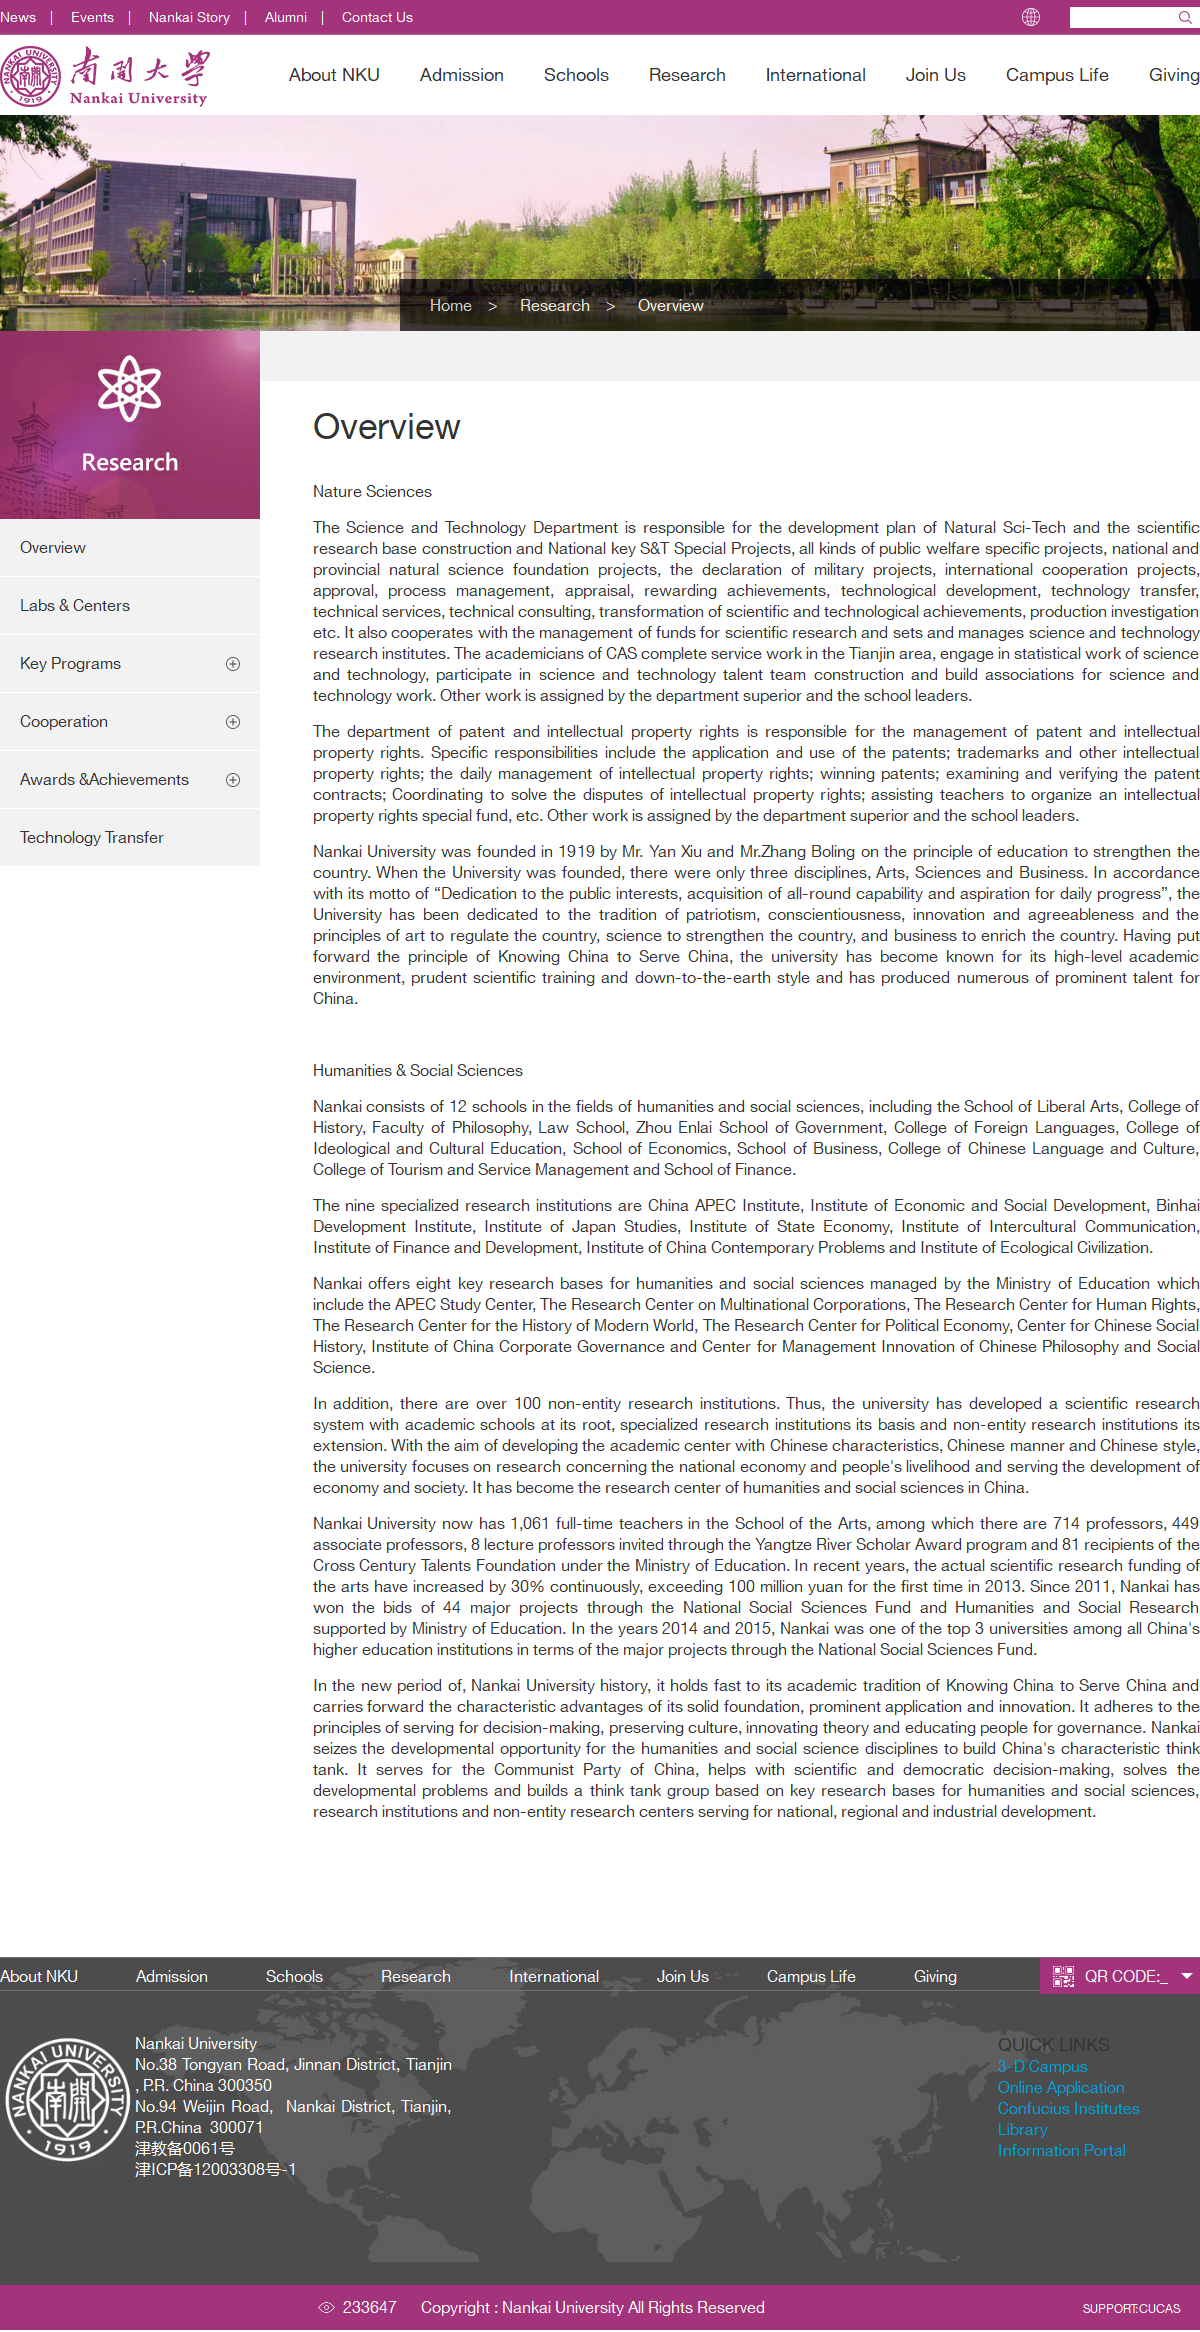 News | Events | Nankai Story | Alumni | Contact Us
NANKAI UNIVERSITY
1919
南開大學
Nankai University
About NKU Admission Schools Research International Join Us Campus Life Giving
Home > Research > Overview
Research
Overview
Labs & Centers
Key Programs
Cooperation
Awards &Achievements
Technology Transfer
Overview
Nature Sciences
The Science and Technology Department is responsible for the development plan of Natural Sci-Tech and the scientific
research base construction and National key S&T Special Projects, all kinds of public welfare specific projects, national and
provincial natural science foundation projects, the declaration of military projects, international cooperation projects,
approval, process management, appraisal, rewarding achievements, technological development, technology transfer,
technical services, technical consulting, transformation of scientific and technological achievements, production investigation
etc. It also cooperates with the management of funds for scientific research and sets and manages science and technology
research institutes. The academicians of CAS complete service work in the Tianjin area, engage in statistical work of science
and technology, participate in science and technology talent team construction and build associations for science and
technology work. Other work is assigned by the department superior and the school leaders.
The department of patent and intellectual property rights is responsible for the management of patent and intellectual
property rights. Specific responsibilities include the application and use of the patents; trademarks and other intellectual
property rights; the daily management of intellectual property rights; winning patents; examining and verifying the patent
contracts; Coordinating to solve the disputes of intellectual property rights; assisting teachers to organize an intellectual
property rights special fund, etc. Other work is assigned by the department superior and the school leaders.
Nankai University was founded in 1919 by Mr. Yan Xiu and Mr.Zhang Boling on the principle of education to strengthen the
country. When the University was founded, there were only three disciplines, Arts, Sciences and Business. In accordance
with its motto of “Dedication to the public interests, acquisition of all-round capability and aspiration for daily progress”, the
University has been dedicated to the tradition of patriotism, conscientiousness, innovation and agreeableness and the
principles of art to regulate the country, science to strengthen the country, and business to enrich the country. Having put
forward the principle of Knowing China to Serve China, the university has become known for its high-level academic
environment, prudent scientific training and down-to-the-earth style and has produced numerous of prominent talent for
China.
Humanities & Social Sciences
Nankai consists of 12 schools in the fields of humanities and social sciences, including the School of Liberal Arts, College of
History, Faculty of Philosophy, Law School, Zhou Enlai School of Government, College of Foreign Languages, College of
Ideological and Cultural Education, School of Economics, School of Business, College of Chinese Language and Culture,
College of Tourism and Service Management and School of Finance.
The nine specialized research institutions are China APEC Institute, Institute of Economic and Social Development, Binhai
Development Institute, Institute of Japan Studies, Institute of State Economy, Institute of Intercultural Communication,
Institute of Finance and Development, Institute of China Contemporary Problems and Institute of Ecological Civilization.
Nankai offers eight key research bases for humanities and social sciences managed by the Ministry of Education which
include the APEC Study Center, The Research Center on Multinational Corporations, The Research Center for Human Rights,
The Research Center for the History of Modern World, The Research Center for Political Economy, Center for Chinese Social
History, Institute of China Corporate Governance and Center for Management Innovation of Chinese Philosophy and Social
Science.
In addition, there are over 100 non-entity research institutions. Thus, the university has developed a scientific research
system with academic schools at its root, specialized research institutions its basis and non-entity research institutions its
extension. With the aim of developing the academic center with Chinese characteristics, Chinese manner and Chinese style,
the university focuses on research concerning the national economy and people's livelihood and serving the development of
economy and society. It has become the research center of humanities and social sciences in China.
Nankai University now has 1,061 full-time teachers in the School of the Arts, among which there are 714 professors, 449
associate professors, 8 lecture professors invited through the Yangtze River Scholar Award program and 81 recipients of the
Cross Century Talents Foundation under the Ministry of Education. In recent years, the actual scientific research funding of
the arts have increased by 30% continuously, exceeding 100 million yuan for the first time in 2013. Since 2011, Nankai has
won the bids of 44 major projects through the National Social Sciences Fund and Humanities and Social Research
supported by Ministry of Education. In the years 2014 and 2015, Nankai was one of the top 3 universities among all China's
higher education institutions in terms of the major projects through the National Social Sciences Fund.
In the new period of, Nankai University history, it holds fast to its academic tradition of Knowing China to Serve China and
carries forward the characteristic advantages of its solid foundation, prominent application and innovation. It adheres to the
principles of serving for decision-making, preserving culture, innovating theory and educating people for governance. Nankai
seizes the developmental opportunity for the humanities and social science disciplines to build China's characteristic think
tank. It serves for the Communist Party of China, helps with scientific and democratic decision-making, solves the
developmental problems and builds a think tank group based on key research bases for humanities and social sciences,
research institutions and non-entity research centers serving for national, regional and industrial development.
About NKU Admission Schools Research International Join Us Campus Life Giving QR CODE:_
NANKAI UNIVERSITY
南開
1919
Nankai University
No.38 Tongyan Road, Jinnan District, Tianjin
, P.R. China 300350
No.94 Weijin Road, Nankai District, Tianjin,
P.R.China 300071
津教备0061号
津ICP备12003308号-1
QUICK LINKS
3-D Campus
Online Application
Confucius Institutes
Library
Information Portal
233647 Copyright : Nankai University All Rights Reserved SUPPORT:CUCAS